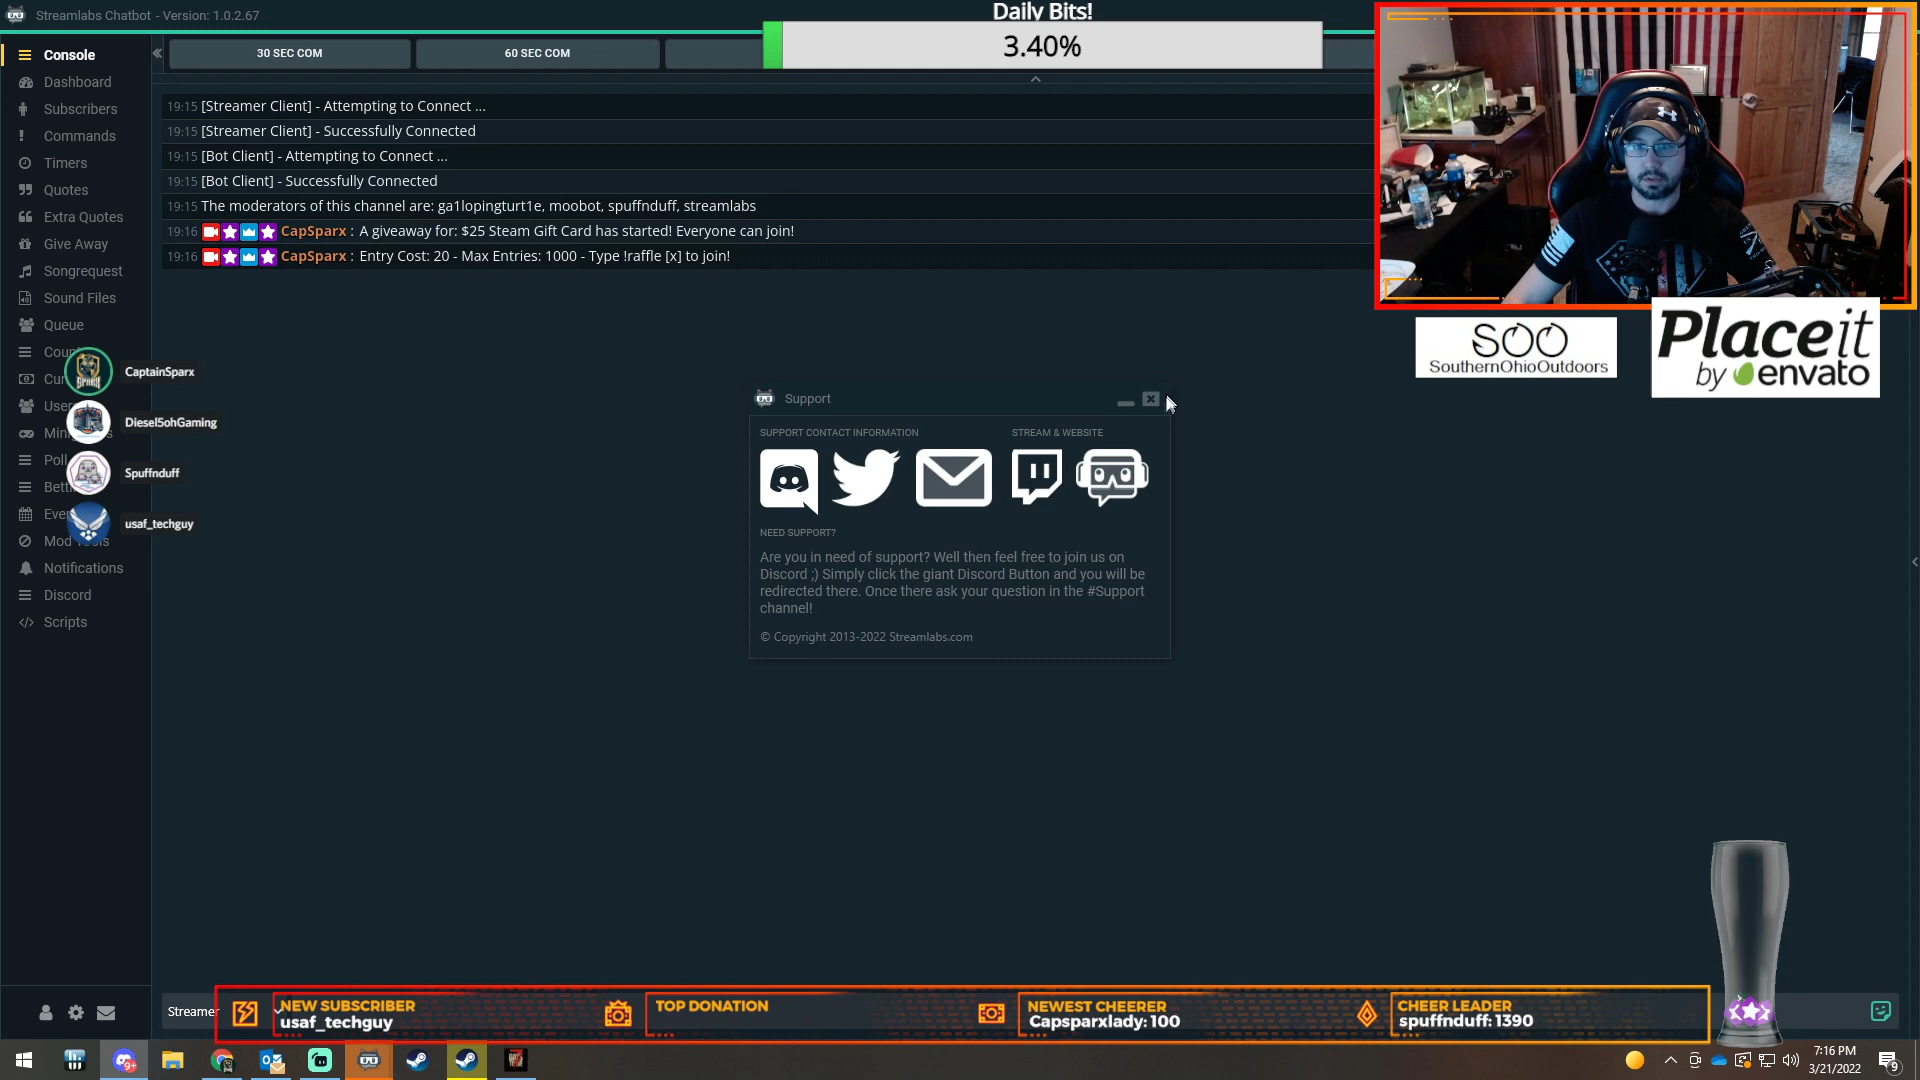 Streamlabs Chatbot - Version: 1.0.2.67
Daily Bits!
3.40%
30 SEC COM
60 SEC COM
Console
Dashboard
Subscribers
Commands
Timers
Quotes
Extra Quotes
Give Away
Songrequest
Sound Files
Queue
Notifications
Discord
Scripts
CaptainSparx
Diesel5ohGaming
Spuffnduff
usaf_techguy
19:15 [Streamer Client] - Attempting to Connect ...
19:15 [Streamer Client] - Successfully Connected
19:15 [Bot Client] - Attempting to Connect ...
19:15 [Bot Client] - Successfully Connected
19:15 The moderators of this channel are: ga1lopingturt1e, moobot, spuffnduff, streamlabs
19:16 CapSparx : A giveaway for: $25 Steam Gift Card has started! Everyone can join!
19:16 CapSparx : Entry Cost: 20 - Max Entries: 1000 - Type !raffle [x] to join!
SOO
SouthernOhioOutdoors
Placeit
by envato
Support
SUPPORT CONTACT INFORMATION
STREAM & WEBSITE
NEED SUPPORT?
Are you in need of support? Well then feel free to join us on
Discord ;) Simply click the giant Discord Button and you will be
redirected there. Once there ask your question in the #Support
channel!
© Copyright 2013-2022 Streamlabs.com
Streamer
NEW SUBSCRIBER
usaf_techguy
TOP DONATION
NEWEST CHEERER
Capsparxlady: 100
CHEER LEADER
spuffnduff: 1390
9+
7:16 PM
3/21/2022
9